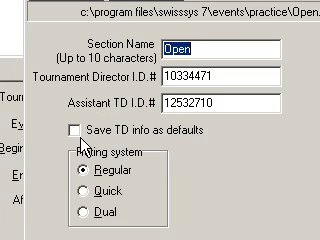 c:\program files\swisssys 7\events\practice\Open.
Section Name
(Up to 10 characters)
Open
Tournament Director I.D.# 10334471
Assistant TD I.D.# 12532710
Save TD info as defaults
system
Regular
Quick
Dual